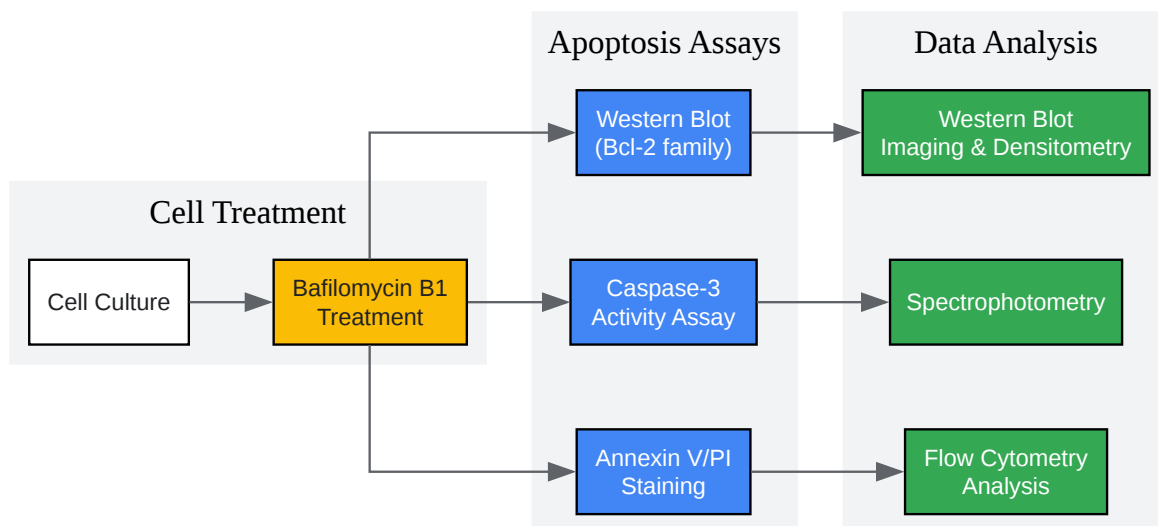 Apoptosis Assays
Data Analysis
Western Blot
(Bcl-2 family)
Western Blot
Imaging & Densitometry
Cell Treatment
Cell Culture
Bafilomycin B1
Treatment
Caspase-3
Activity Assay
Spectrophotometry
Annexin V/PI
Staining
Flow Cytometry
Analysis